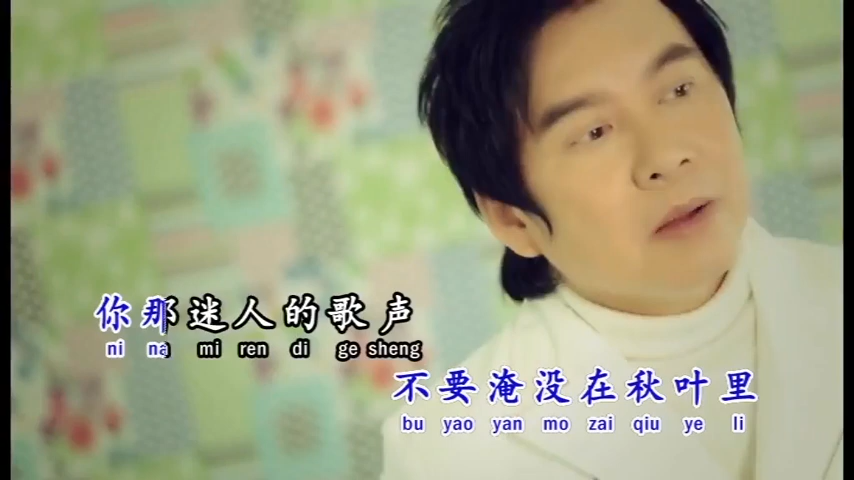 你那迷人的歌声
ni na mi ren di ge sheng
不要淹没在秋叶里
bu yao yan mo zai qiu ye li